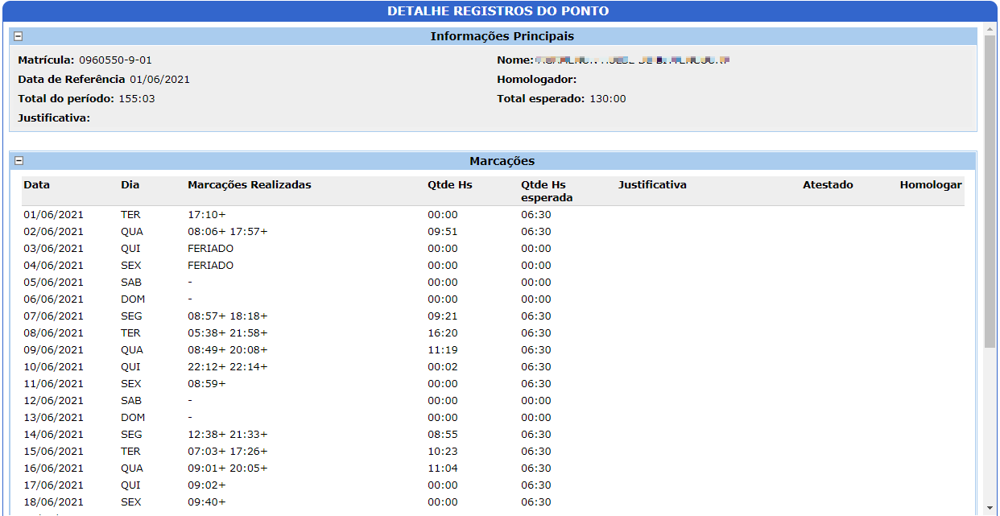 DETALHE REGISTROS DO PONTO
Informações Principais
Matrícula: 0960550-9-01 Nome:
Data de Referência 01/06/2021 Homologador:
Total do período: 155:03 Total esperado: 130:00
Justificativa:
Marcações
Data Dia Marcações Realizadas Qtde Hs Qtde Hs esperada Justificativa Atestado Homologar
01/06/2021 TER 17:10+ 00:00 06:30
02/06/2021 QUA 08:06+ 17:57+ 09:51 06:30
03/06/2021 QUI FERIADO 00:00 00:00
04/06/2021 SEX FERIADO 00:00 00:00
05/06/2021 SAB - 00:00 00:00
06/06/2021 DOM - 00:00 00:00
07/06/2021 SEG 08:57+ 18:18+ 09:21 06:30
08/06/2021 TER 05:38+ 21:58+ 16:20 06:30
09/06/2021 QUA 08:49+ 20:08+ 11:19 06:30
10/06/2021 QUI 22:12+ 22:14+ 00:02 06:30
11/06/2021 SEX 08:59+ 00:00 06:30
12/06/2021 SAB - 00:00 00:00
13/06/2021 DOM - 00:00 00:00
14/06/2021 SEG 12:38+ 21:33+ 08:55 06:30
15/06/2021 TER 07:03+ 17:26+ 10:23 06:30
16/06/2021 QUA 09:01+ 20:05+ 11:04 06:30
17/06/2021 QUI 09:02+ 00:00 06:30
18/06/2021 SEX 09:40+ 00:00 06:30